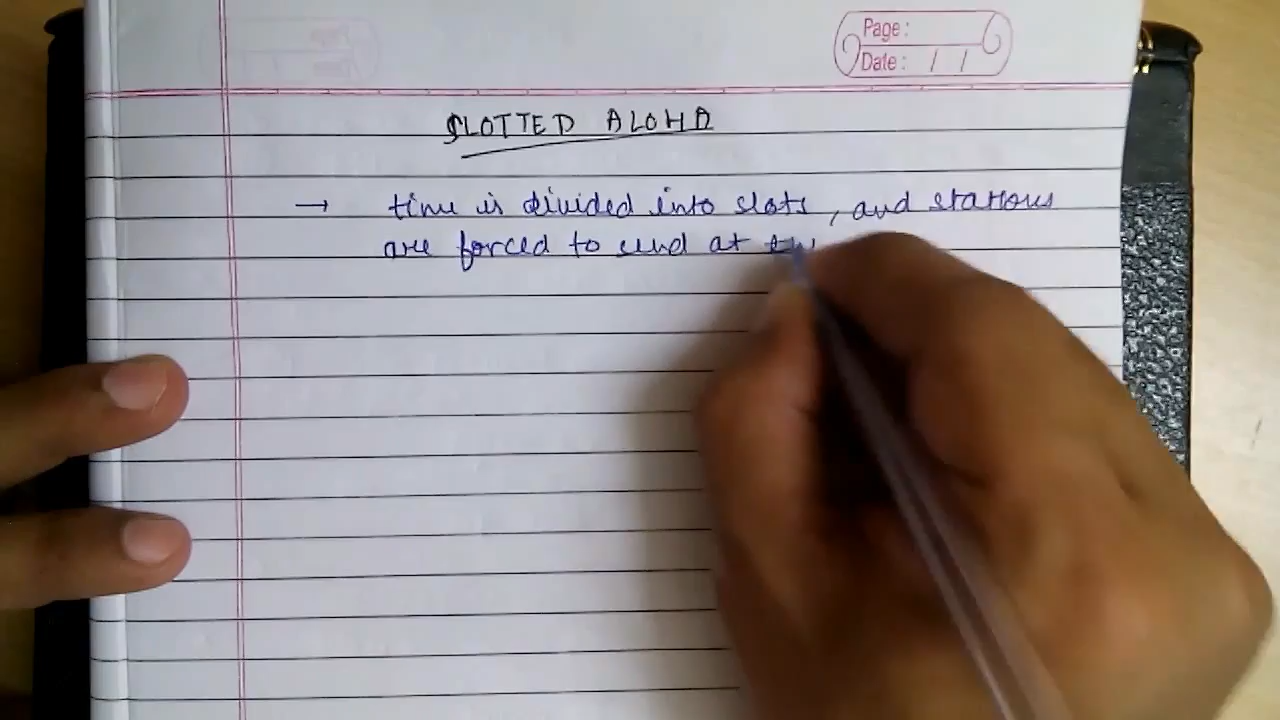 Page :
Date : / /
SLOTTED ALOHA
→ time is divided into slots, and stations
are forced to send at